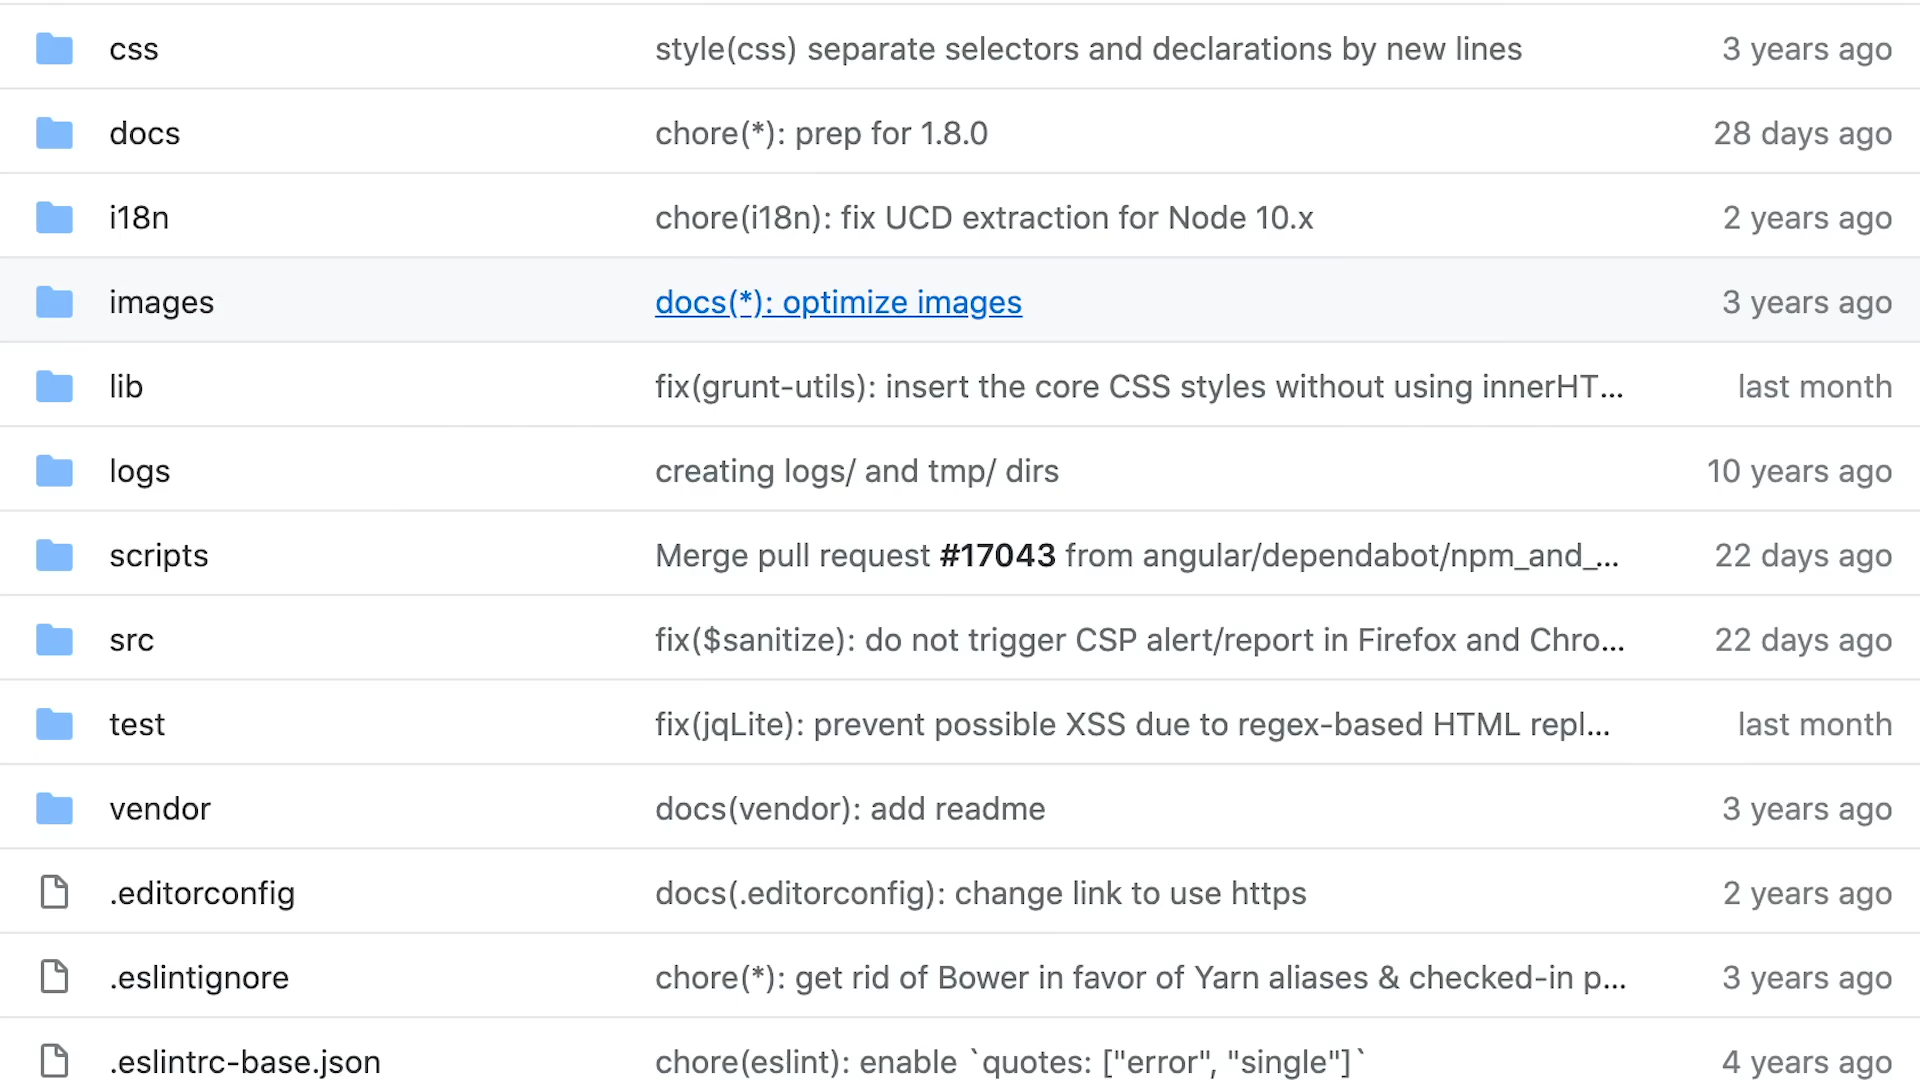 css style(css) separate selectors and declarations by new lines 3 years ago
docs chore(*): prep for 1.8.0 28 days ago
i18n chore(i18n): fix UCD extraction for Node 10.x 2 years ago
images docs(*): optimize images 3 years ago
lib fix(grunt-utils): insert the core CSS styles without using innerHT... last month
logs creating logs/ and tmp/ dirs 10 years ago
scripts Merge pull request #17043 from angular/dependabot/npm_and_... 22 days ago
src fix($sanitize): do not trigger CSP alert/report in Firefox and Chro... 22 days ago
test fix(jqLite): prevent possible XSS due to regex-based HTML repl... last month
vendor docs(vendor): add readme 3 years ago
.editorconfig docs(.editorconfig): change link to use https 2 years ago
.eslintignore chore(*): get rid of Bower in favor of Yarn aliases & checked-in p... 3 years ago
.eslintrc-base.json chore(eslint): enable `quotes: ["error", "single"]` 4 years ago